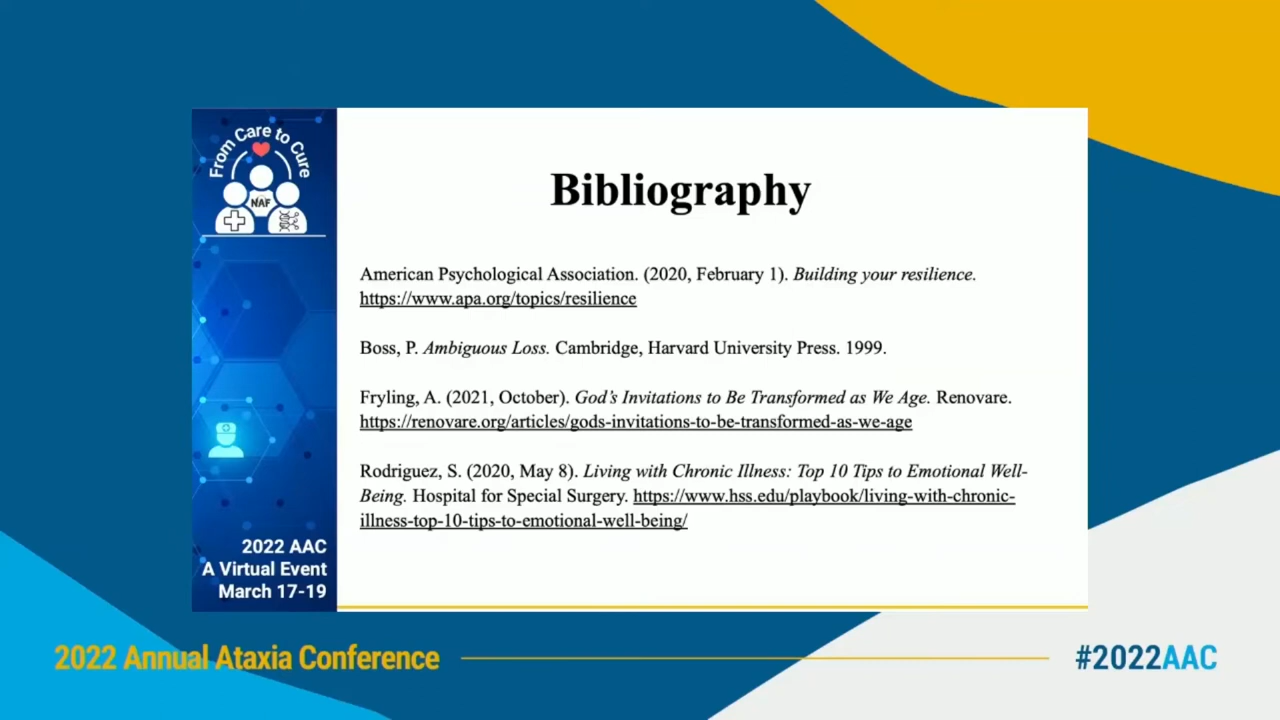 From Care to Cure
NAF
Bibliography
American Psychological Association. (2020, February 1). Building your resilience.
https://www.apa.org/topics/resilience
Boss, P. Ambiguous Loss. Cambridge, Harvard University Press. 1999.
Fryling, A. (2021, October). God’s Invitations to Be Transformed as We Age. Renovare.
https://renovare.org/articles/gods-invitations-to-be-transformed-as-we-age
Rodriguez, S. (2020, May 8). Living with Chronic Illness: Top 10 Tips to Emotional Well-
Being. Hospital for Special Surgery. https://www.hss.edu/playbook/living-with-chronic-
illness-top-10-tips-to-emotional-well-being/
2022 AAC
A Virtual Event
March 17-19
2022 Annual Ataxia Conference
#2022AAC